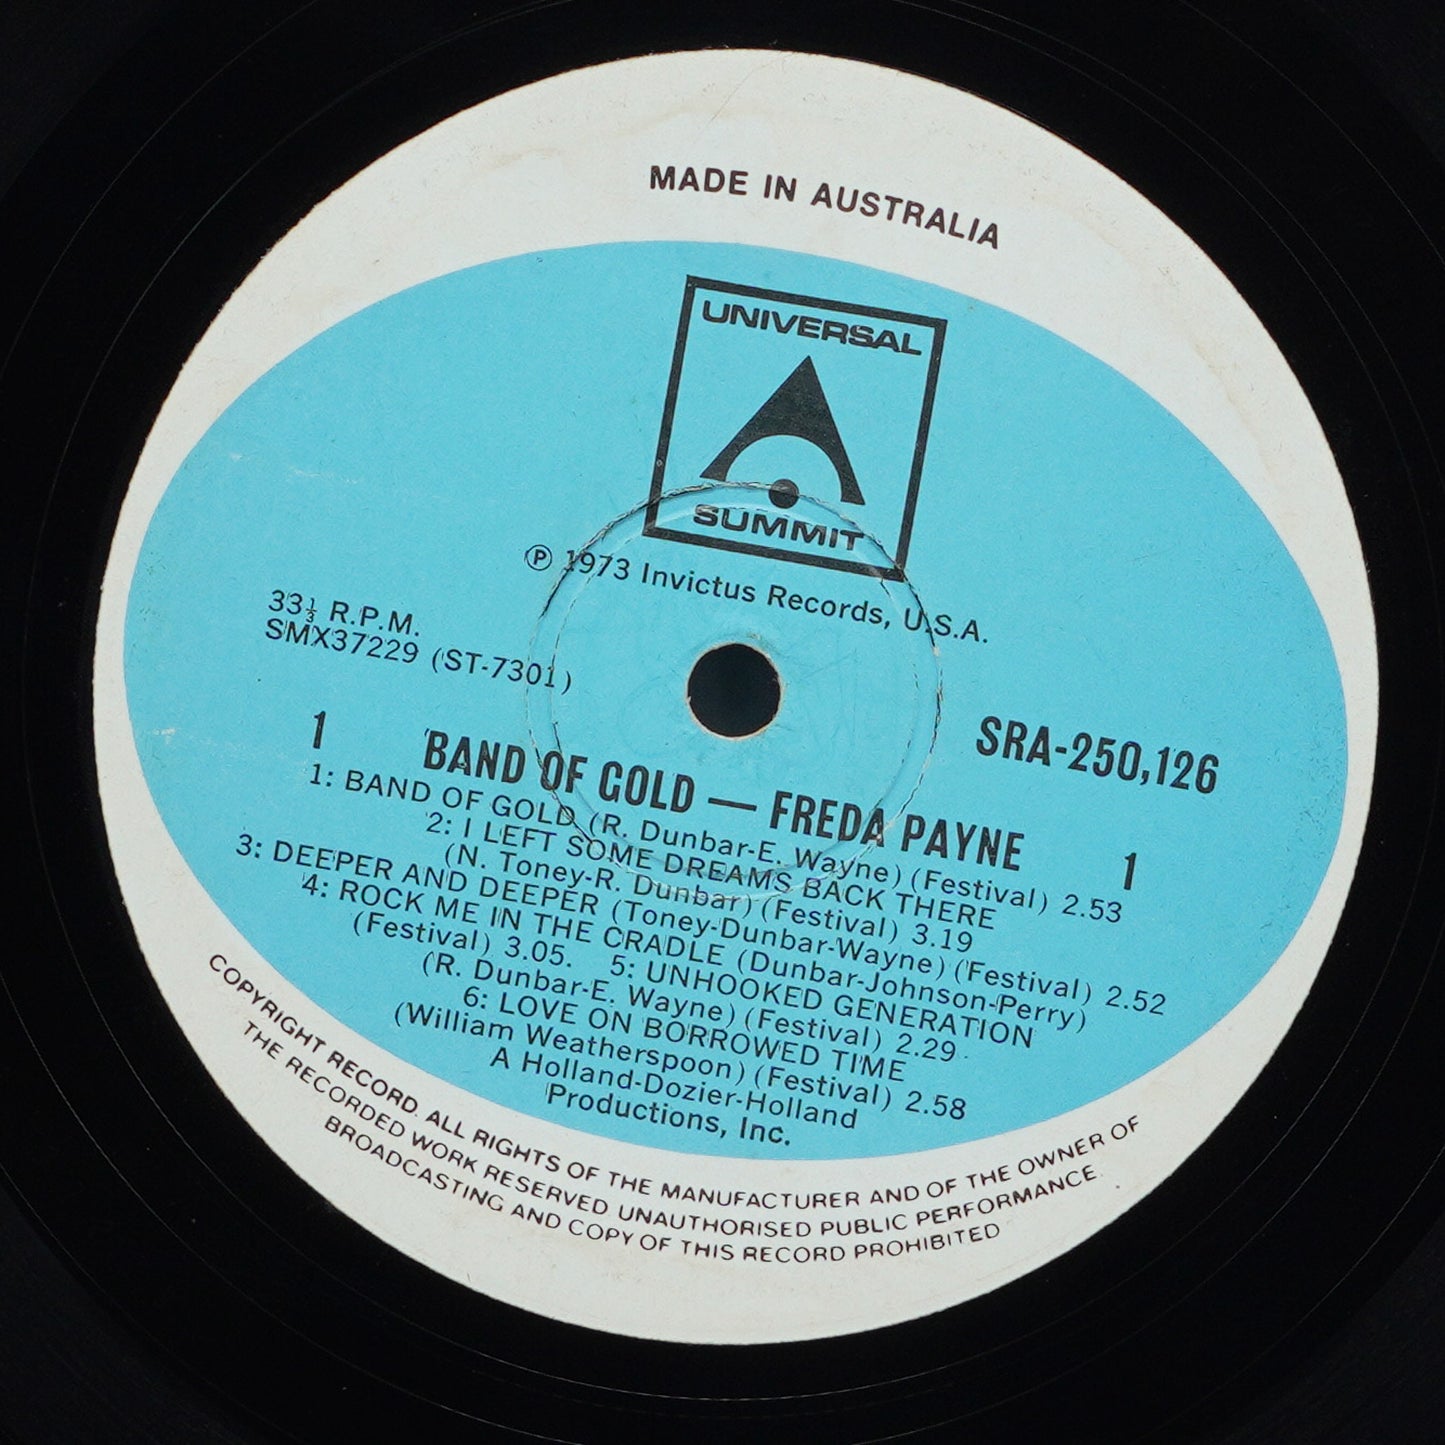 MADE IN AUSTRALIA
UNIVERSAL
SUMMIT
℗ 1973 Invictus Records, U.S.A.
33⅓ R.P.M.
SMX37229 (ST-7301)
SRA-250,126
1 BAND OF GOLD — FREDA PAYNE 1
1: BAND OF GOLD (R. Dunbar-E. Wayne) (Festival) 2.53
2: I LEFT SOME DREAMS BACK THERE
(N. Toney-R. Dunbar) (Festival) 3.19
3: DEEPER AND DEEPER (Toney-Dunbar-Wayne) (Festival) 2.52
4: ROCK ME IN THE CRADLE (Dunbar-Johnson-Perry)
(Festival) 3.05. 5: UNHOOKED GENERATION
(R. Dunbar-E. Wayne) (Festival) 2.29
6: LOVE ON BORROWED TIME
(William Weatherspoon) (Festival) 2.58
A Holland-Dozier-Holland
Productions, Inc.
COPYRIGHT RECORD. ALL RIGHTS OF THE MANUFACTURER AND OF THE OWNER OF
THE RECORDED WORK RESERVED UNAUTHORISED PUBLIC PERFORMANCE.
BROADCASTING AND COPY OF THIS RECORD PROHIBITED